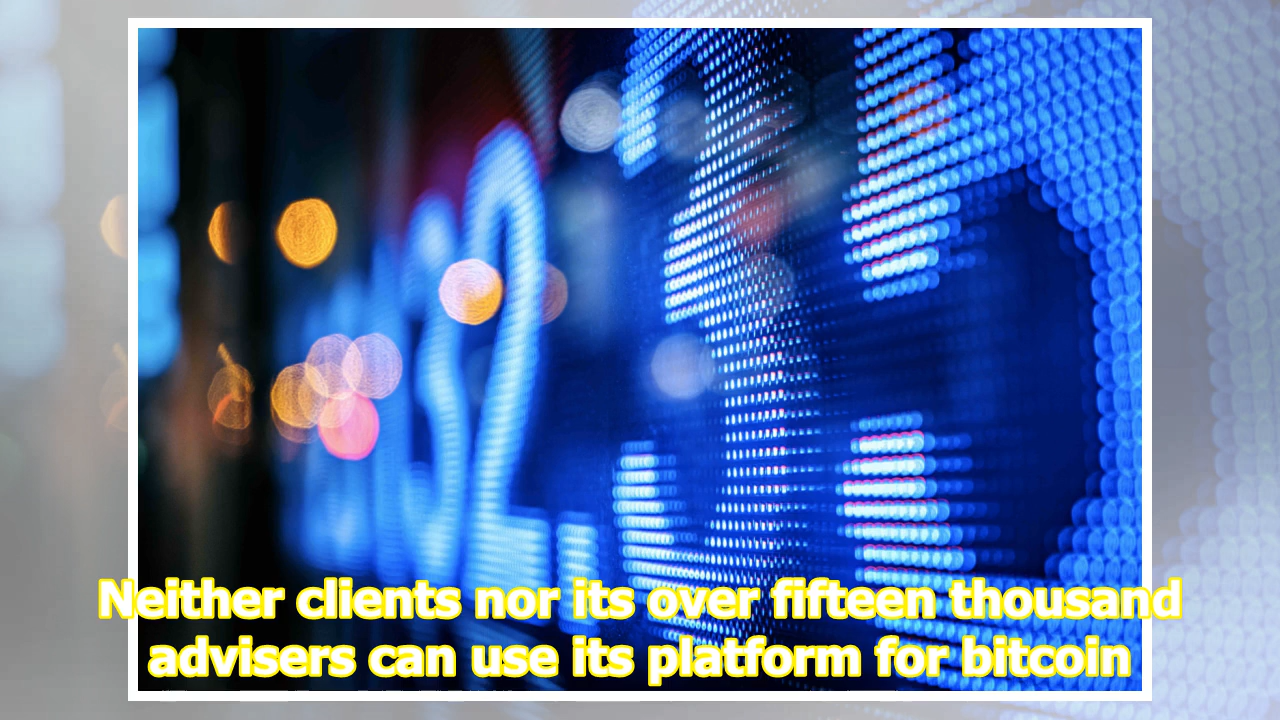 Neither clients nor its over fifteen thousand
advisers can use its platform for bitcoin